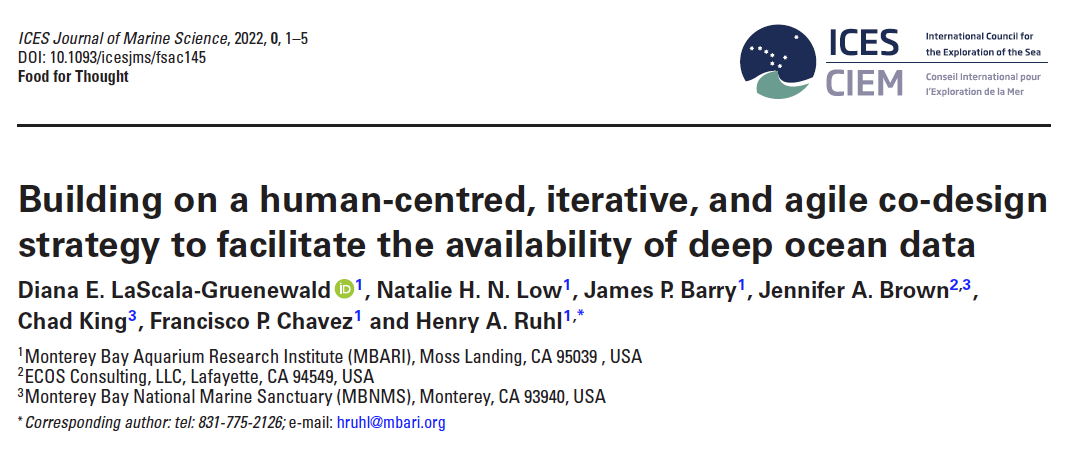 ICES Journal of Marine Science, 2022, 0, 1–5
DOI: 10.1093/icesjms/fsac145
Food for Thought
ICES
CIEM
International Council for
the Exploration of the Sea
Conseil International pour
l'Exploration de la Mer
Building on a human-centred, iterative, and agile co-design
strategy to facilitate the availability of deep ocean data
Diana E. LaScala-Gruenewald iD 1, Natalie H. N. Low1, James P. Barry1, Jennifer A. Brown2,3,
Chad King3, Francisco P. Chavez1 and Henry A. Ruhl1,*
1Monterey Bay Aquarium Research Institute (MBARI), Moss Landing, CA 95039 , USA
2ECOS Consulting, LLC, Lafayette, CA 94549, USA
3Monterey Bay National Marine Sanctuary (MBNMS), Monterey, CA 93940, USA
*Corresponding author: tel: 831-775-2126; e-mail: hruhl@mbari.org